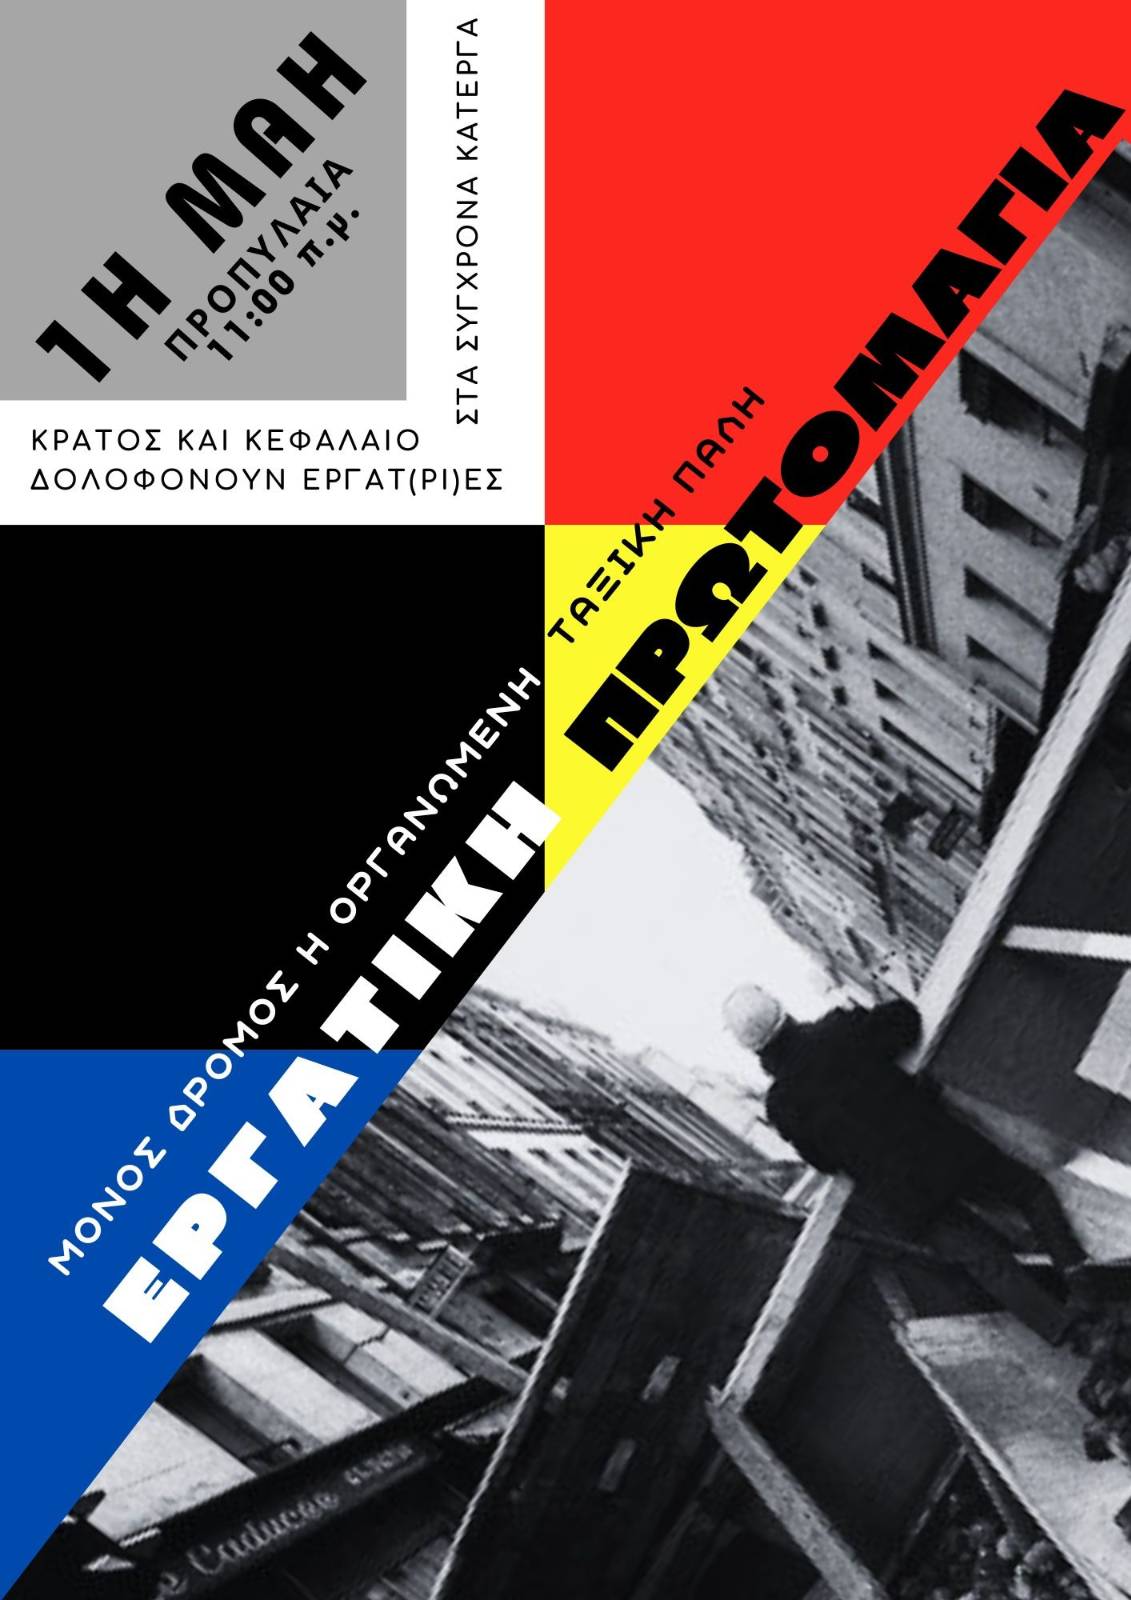 1Η ΜΑΗ
ΠΡΟΠΥΛΑΙΑ
11:00 π.μ.
ΣΤΑ ΣΥΓΧΡΟΝΑ ΚΑΤΕΡΓΑ
ΚΡΑΤΟΣ ΚΑΙ ΚΕΦΑΛΑΙΟ
ΔΟΛΟΦΟΝΟΥΝ ΕΡΓΑΤ(ΡΙ)ΕΣ
ΜΟΝΟΣ ΔΡΟΜΟΣ Η ΟΡΓΑΝΩΜΕΝΗ ΤΑΞΙΚΗ ΠΑΛΗ
ΕΡΓΑΤΙΚΗ ΠΡΩΤΟΜΑΓΙΑ
Caducee